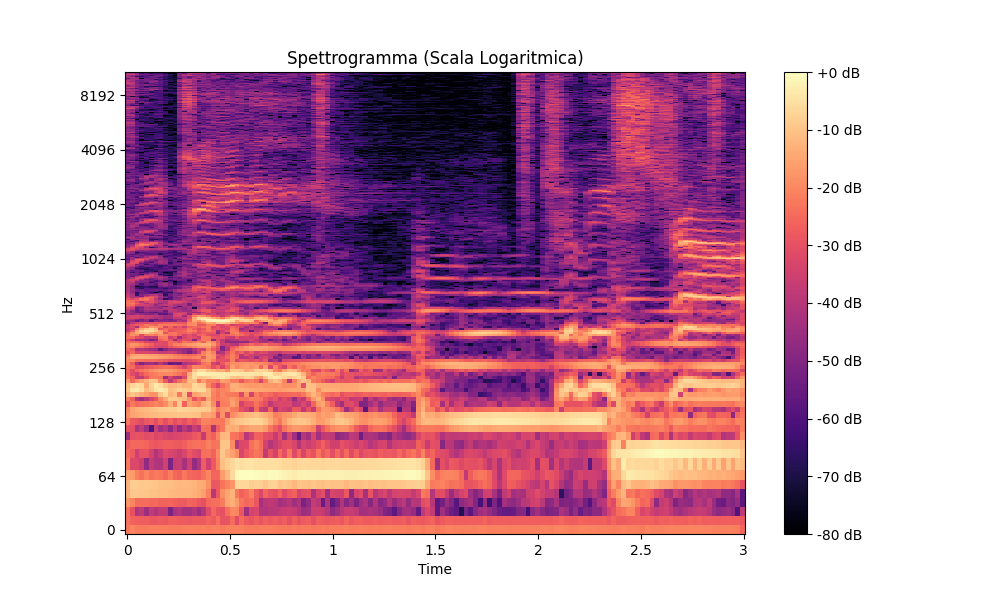 Spettrogramma (Scala Logaritmica)
Hz
8192
4096
2048
1024
512
256
128
64
0
0
0.5
1
1.5
2
2.5
3
Time
+0 dB
-10 dB
-20 dB
-30 dB
-40 dB
-50 dB
-60 dB
-70 dB
-80 dB